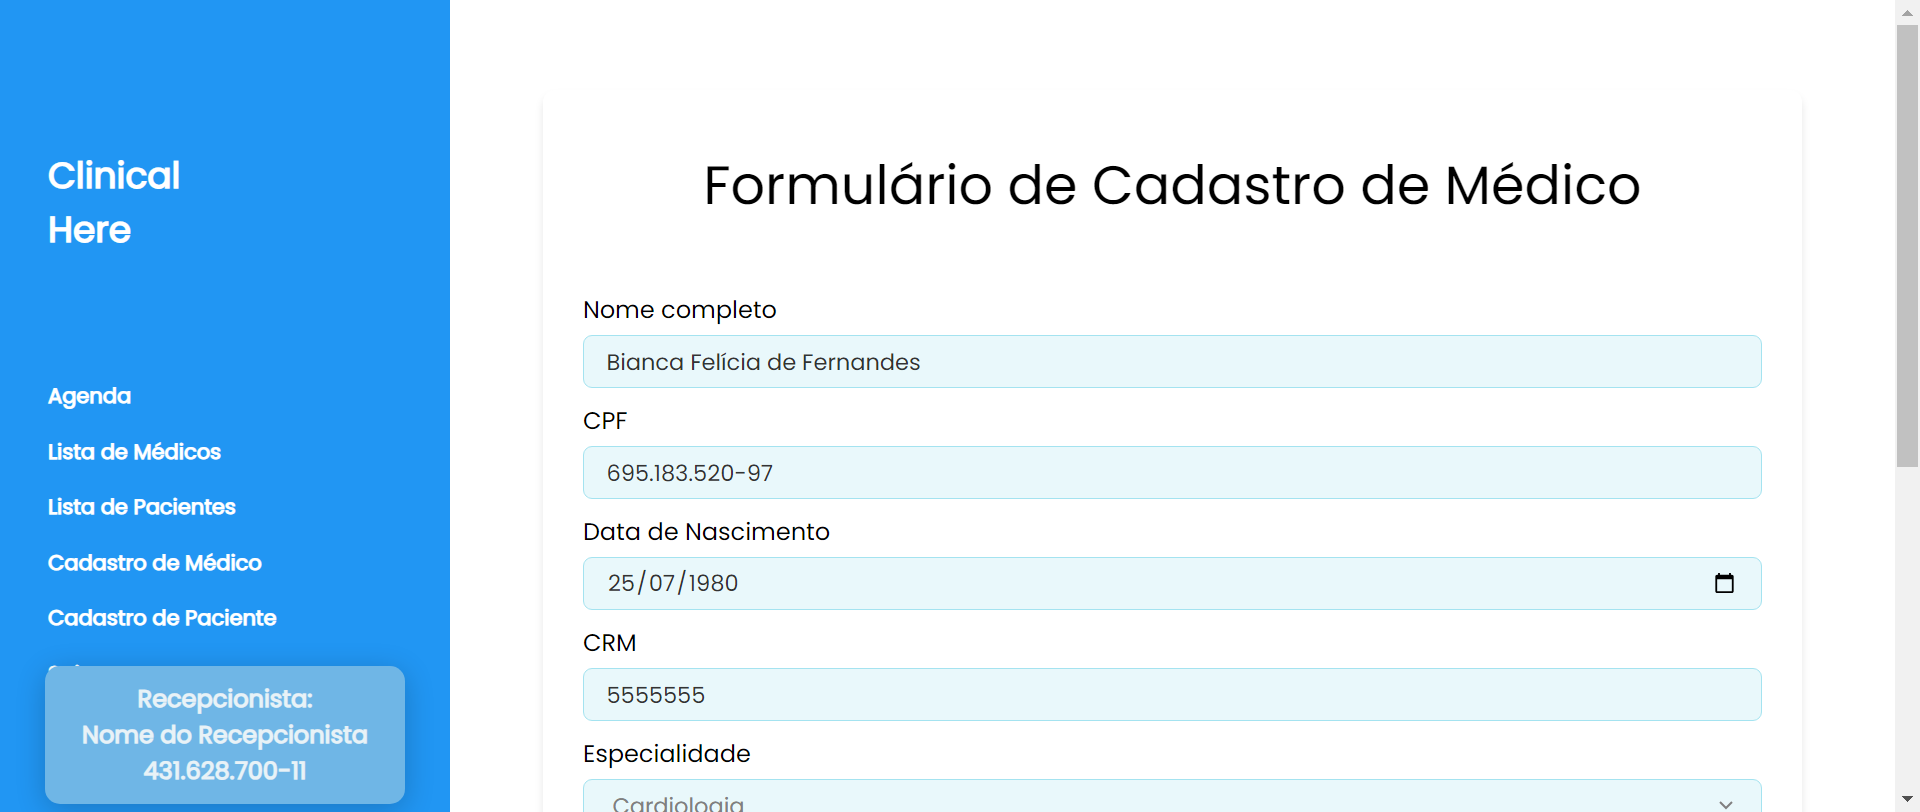 Clinical
Here
Agenda
Lista de Médicos
Lista de Pacientes
Cadastro de Médico
Cadastro de Paciente
Recepcionista:
Nome do Recepcionista
431.628.700-11
Formulário de Cadastro de Médico
Nome completo
Bianca Felícia de Fernandes
CPF
695.183.520-97
Data de Nascimento
25/07/1980
CRM
5555555
Especialidade
Cardiologia